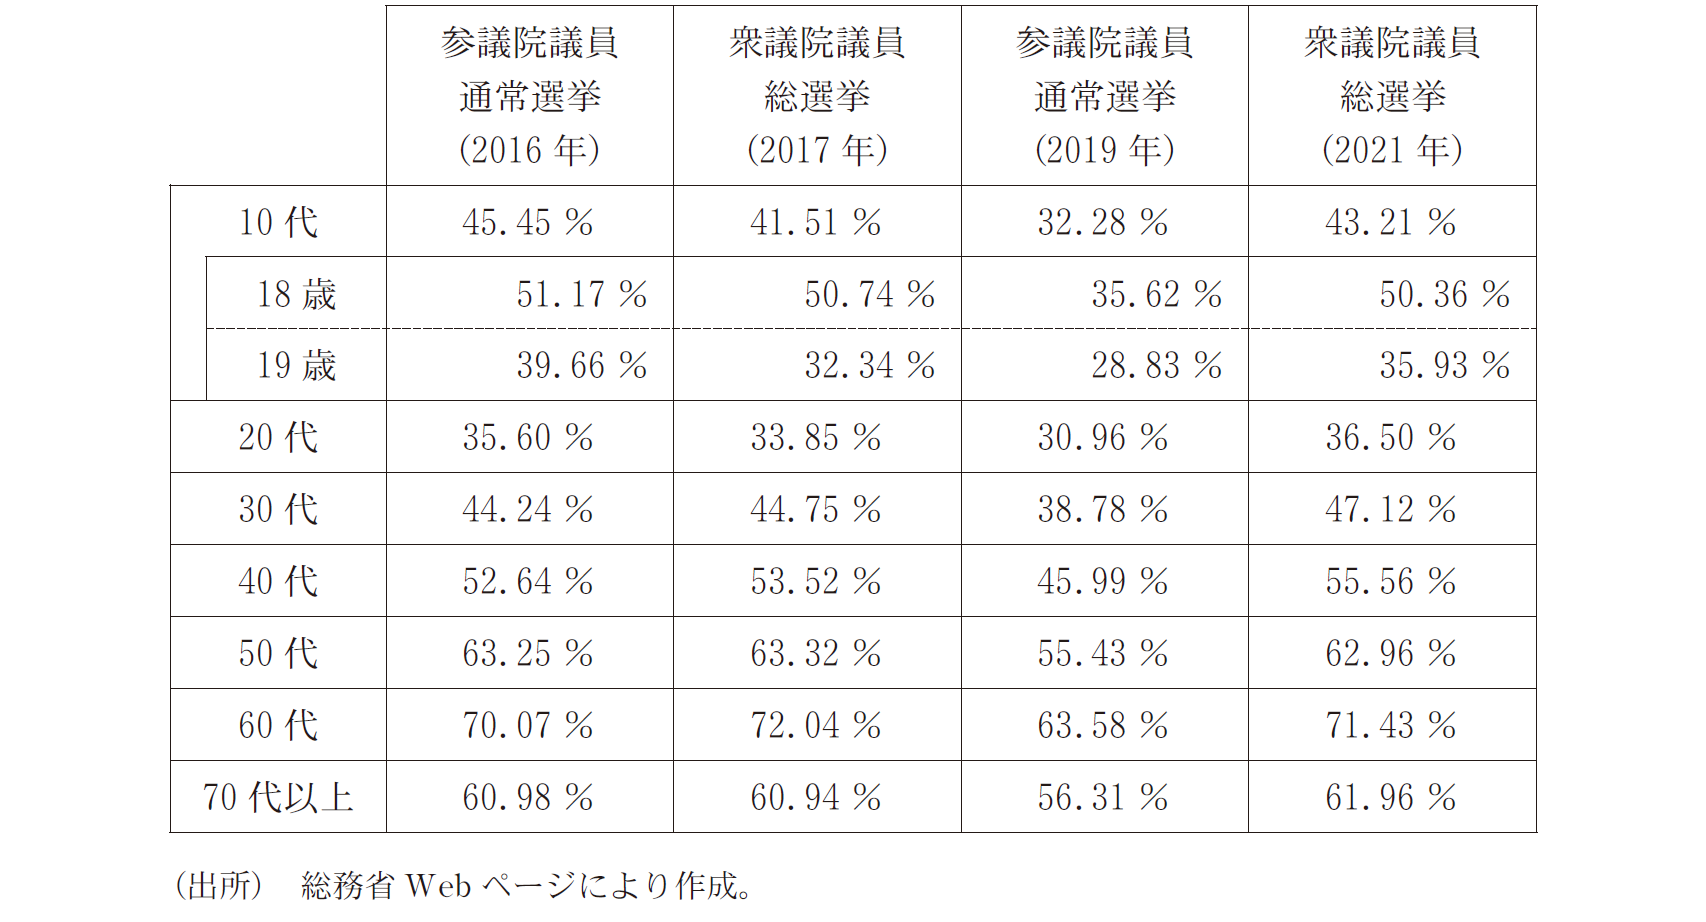 参議院議員 衆議院議員 参議院議員 衆議院議員
通常選挙 総選挙 通常選挙 総選挙
(2016 年) (2017 年) (2019 年) (2021 年)
10 代 45.45 % 41.51 % 32.28 % 43.21 %
18 歳 51.17 % 50.74 % 35.62 % 50.36 %
19 歳 39.66 % 32.34 % 28.83 % 35.93 %
20 代 35.60 % 33.85 % 30.96 % 36.50 %
30 代 44.24 % 44.75 % 38.78 % 47.12 %
40 代 52.64 % 53.52 % 45.99 % 55.56 %
50 代 63.25 % 63.32 % 55.43 % 62.96 %
60 代 70.07 % 72.04 % 63.58 % 71.43 %
70 代以上 60.98 % 60.94 % 56.31 % 61.96 %
(出所) 総務省 Web ページにより作成。